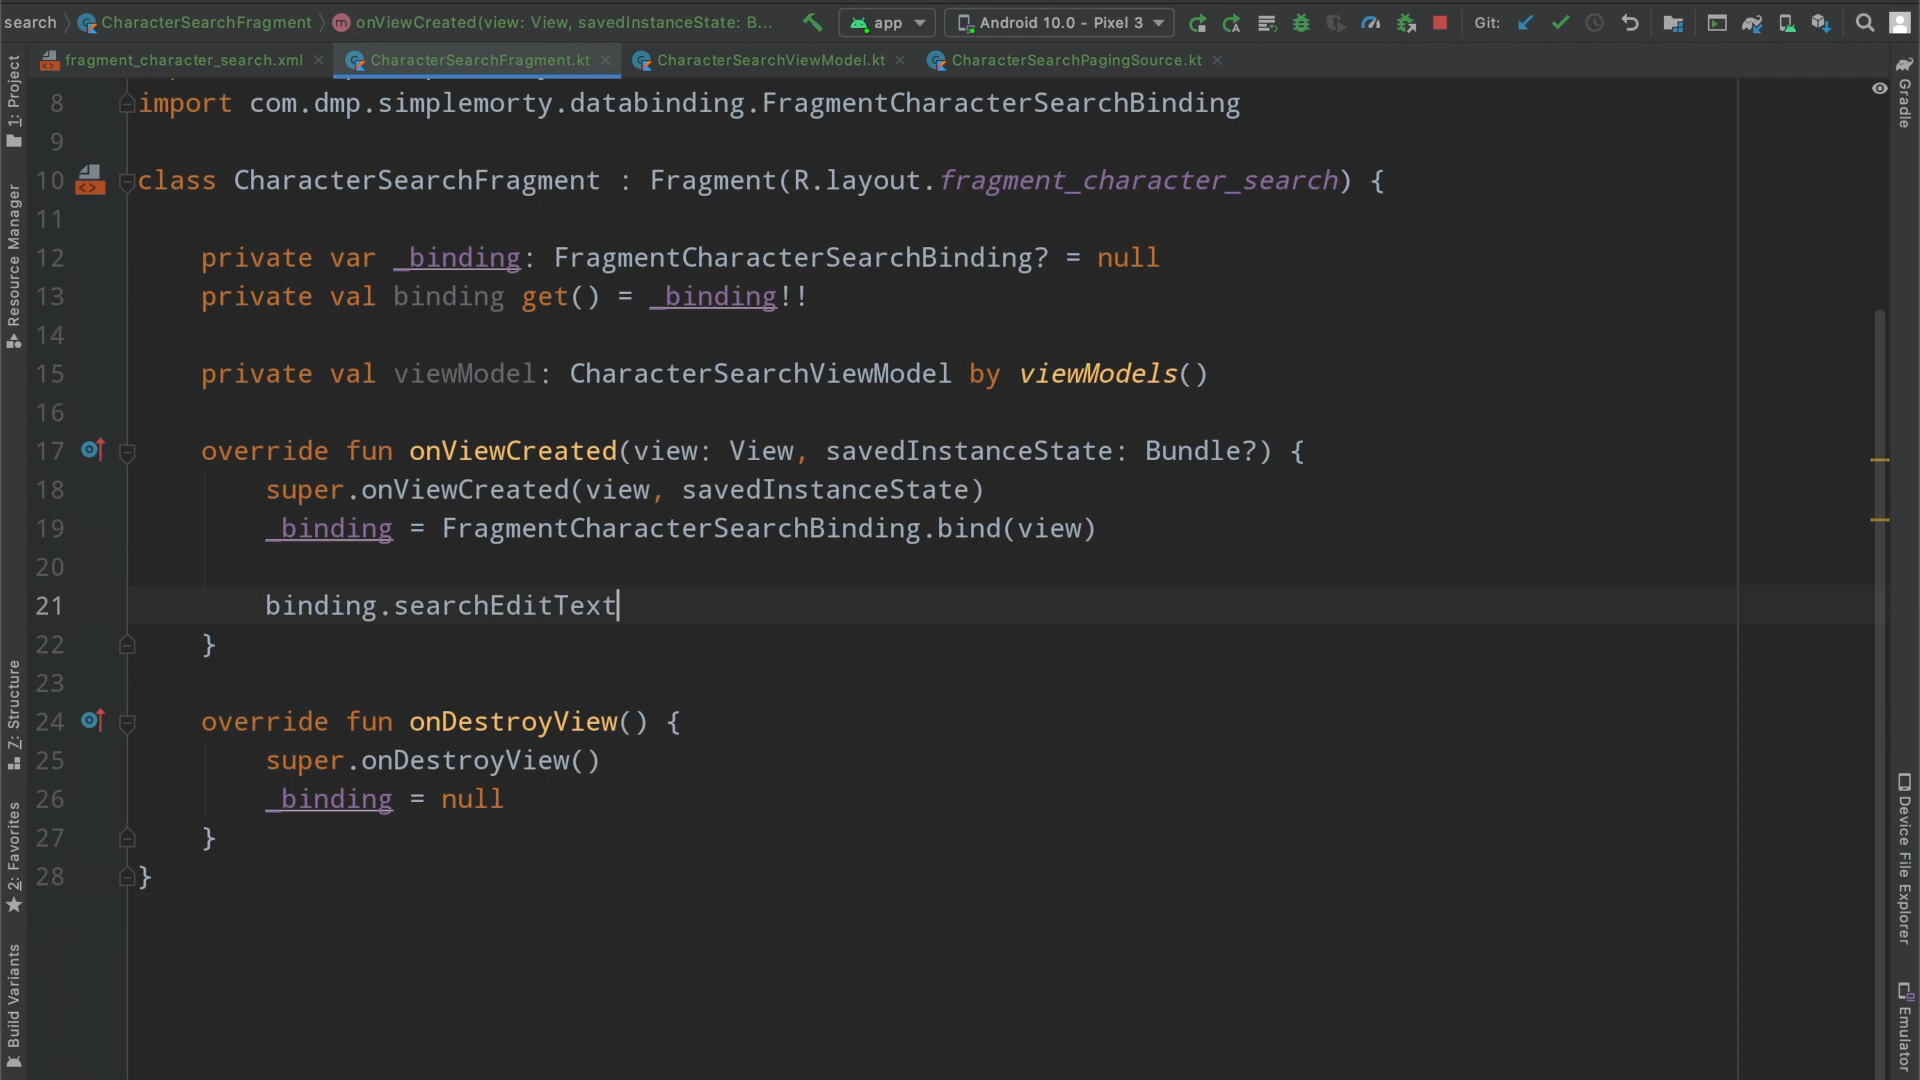 search
CharacterSearchFragment
onViewCreated(view: View, savedInstanceState: B...
app
Android 10.0 - Pixel 3
Git:
fragment_character_search.xml
CharacterSearchFragment.kt
CharacterSearchViewModel.kt
CharacterSearchPagingSource.kt
1: Project
Resource Manager
Z: Structure
2: Favorites
Build Variants
8 import com.dmp.simplemorty.databinding.FragmentCharacterSearchBinding
9
10 class CharacterSearchFragment : Fragment(R.layout.fragment_character_search) {
11
12 private var _binding: FragmentCharacterSearchBinding? = null
13 private val binding get() = _binding!!
14
15 private val viewModel: CharacterSearchViewModel by viewModels()
16
17 override fun onViewCreated(view: View, savedInstanceState: Bundle?) {
18 super.onViewCreated(view, savedInstanceState)
19 _binding = FragmentCharacterSearchBinding.bind(view)
20
21 binding.searchEditText
22 }
23
24 override fun onDestroyView() {
25 super.onDestroyView()
26 _binding = null
27 }
28 }
Gradle
Device File Explorer
Emulator